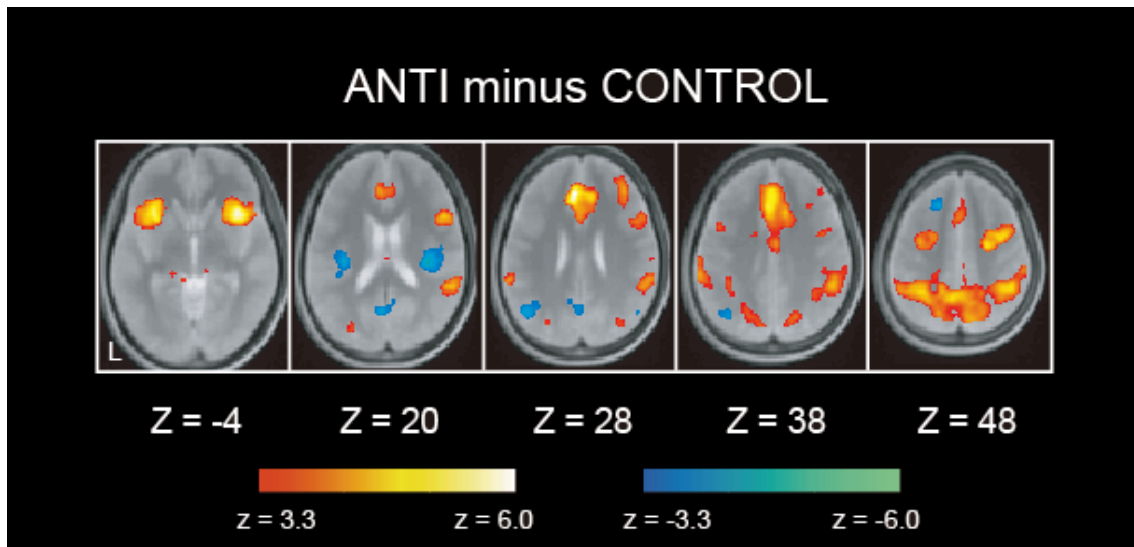 ANTI minus CONTROL
L
Z = -4 Z = 20 Z = 28 Z = 38 Z = 48
z = 3.3 z = 6.0 z = -3.3 z = -6.0